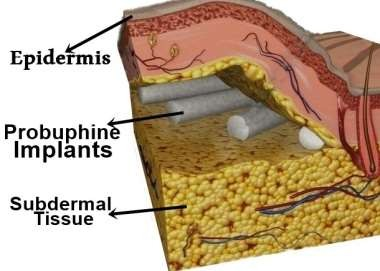 Epidermis
Probuphine
Implants
Subdermal
Tissue